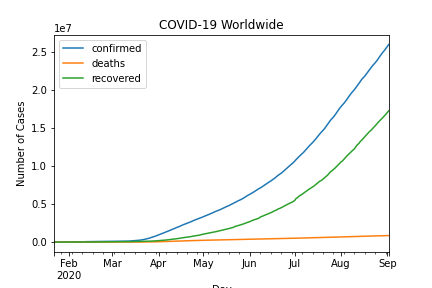 COVID-19 Worldwide
1e7
confirmed
deaths
recovered
2.5
2.0
1.5
1.0
0.5
0.0
Number of Cases
Feb Mar Apr May Jun Jul Aug Sep
2020